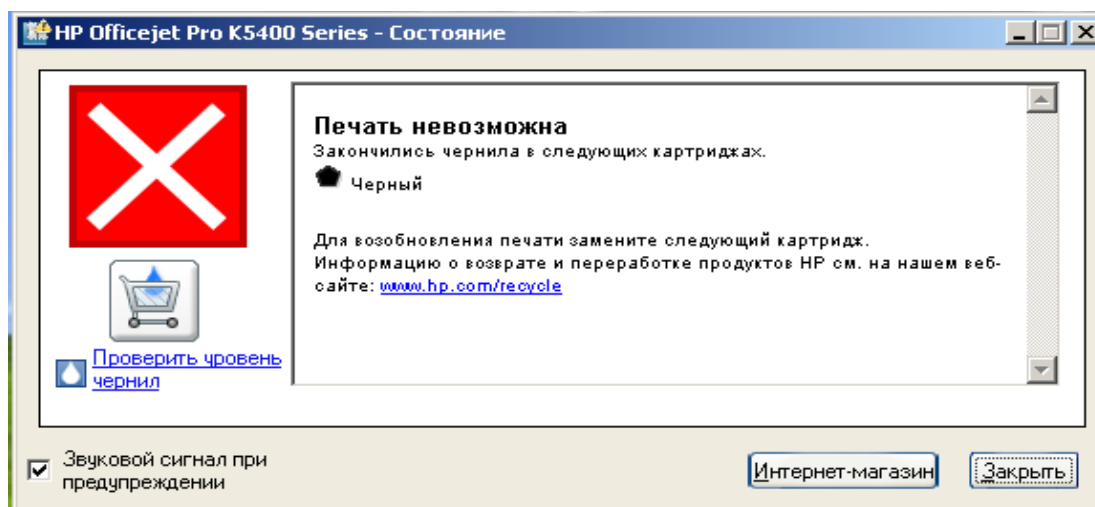 HP Officejet Pro K5400 Series - Состояние
Печать невозможна
Закончились чернила в следующих картриджах.
Черный
Для возобновления печати замените следующий картридж.
Информацию о возврате и переработке продуктов HP см. на нашем веб-
сайте: www.hp.com/recycle
Проверить уровень
чернил
Звуковой сигнал при
предупреждении
Интернет-магазин
Закрыть